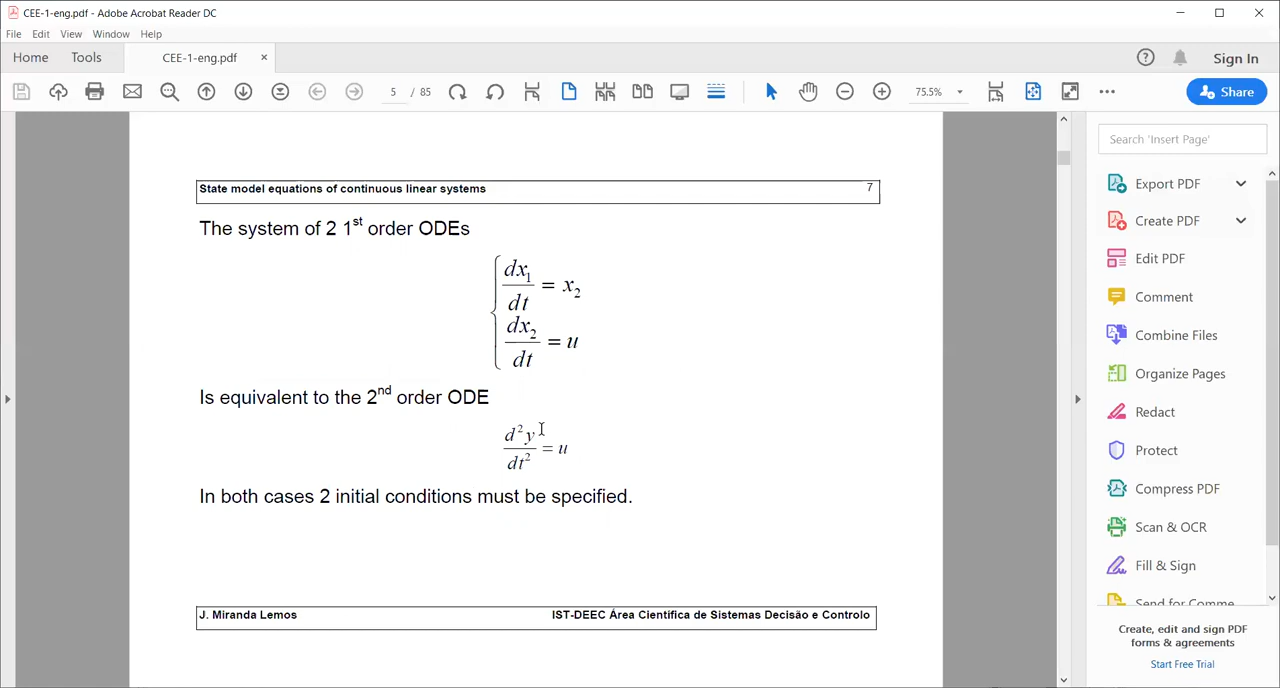 CEE-1-eng.pdf - Adobe Acrobat Reader DC
File Edit View Window Help
Home Tools CEE-1-eng.pdf × Sign In
5 / 85 75.5% Share
Search 'Insert Page'
Export PDF
Create PDF
Edit PDF
Comment
Combine Files
Organize Pages
Redact
Protect
Compress PDF
Scan & OCR
Fill & Sign
Send for Comme
Create, edit and sign PDF
forms & agreements
Start Free Trial
State model equations of continuous linear systems 7
The system of 2 1st order ODEs
dx₁/dt = x₂
dx₂/dt = u
Is equivalent to the 2nd order ODE
d²y/dt² = u
In both cases 2 initial conditions must be specified.
J. Miranda Lemos IST-DEEC Área Científica de Sistemas Decisão e Controlo